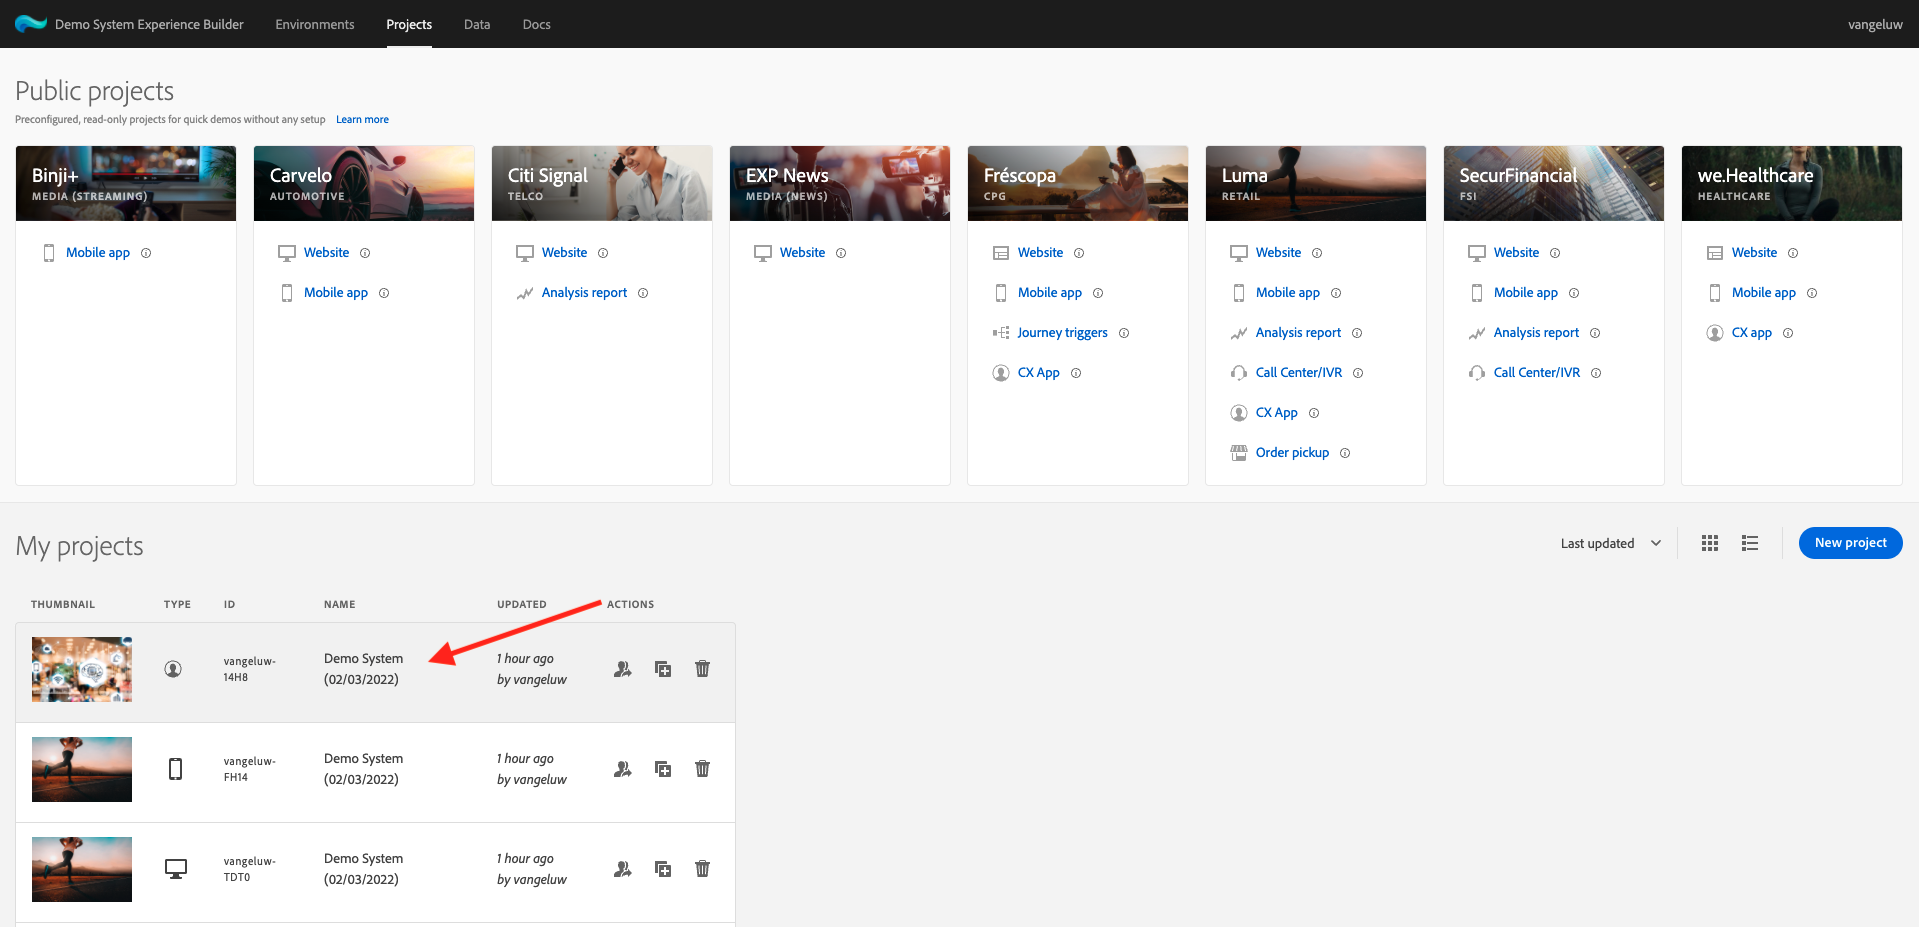 Demo System Experience Builder Environments Projects Data Docs vangeluw
Public projects
Preconfigured, read-only projects for quick demos without any setup Learn more
Binji+
MEDIA (STREAMING)
Mobile app
Carvelo
AUTOMOTIVE
Website
Mobile app
Citi Signal
TELCO
Website
Analysis report
EXP News
MEDIA (NEWS)
Website
Fréscopa
CPG
Website
Mobile app
Journey triggers
CX App
Luma
RETAIL
Website
Mobile app
Analysis report
Call Center/IVR
CX App
Order pickup
SecurFinancial
FSI
Website
Mobile app
Analysis report
Call Center/IVR
we.Healthcare
HEALTHCARE
Website
Mobile app
CX app
My projects
Last updated
New project
THUMBNAIL TYPE ID NAME UPDATED ACTIONS
vangeluw-
14H8
Demo System
(02/03/2022)
1 hour ago
by vangeluw
vangeluw-
FH14
Demo System
(02/03/2022)
1 hour ago
by vangeluw
vangeluw-
TDT0
Demo System
(02/03/2022)
1 hour ago
by vangeluw